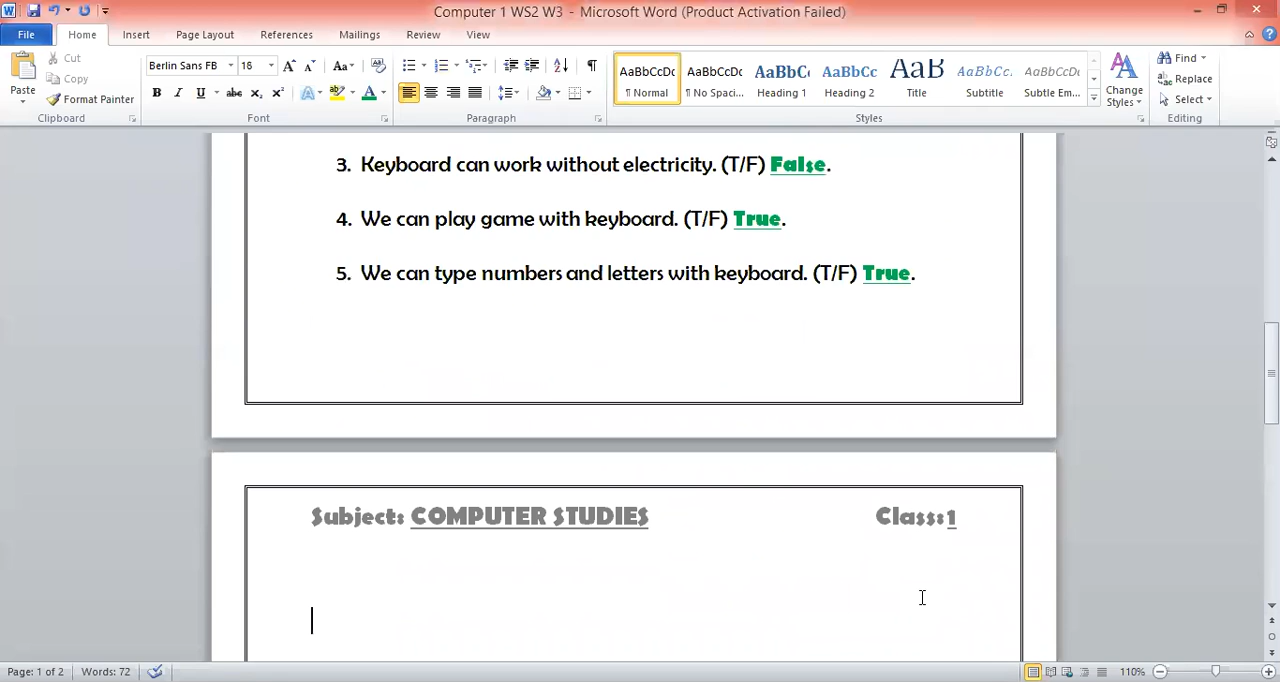 Computer 1 WS2 W3 - Microsoft Word (Product Activation Failed)
File Home Insert Page Layout References Mailings Review View
Paste
Cut
Copy
Format Painter
Clipboard
Berlin Sans FB 16
Font
Paragraph
AaBbCcDc AaBbCcDc AaBbC AaBbCc AaB AaBbCc. AaBbCcDc
¶ Normal ¶ No Spaci... Heading 1 Heading 2 Title Subtitle Subtle Em...
Styles
Change
Styles
Find
Replace
Select
Editing
3. Keyboard can work without electricity. (T/F) False.
4. We can play game with keyboard. (T/F) True.
5. We can type numbers and letters with keyboard. (T/F) True.
Subject: COMPUTER STUDIES Class:1
Page: 1 of 2 Words: 72 110%